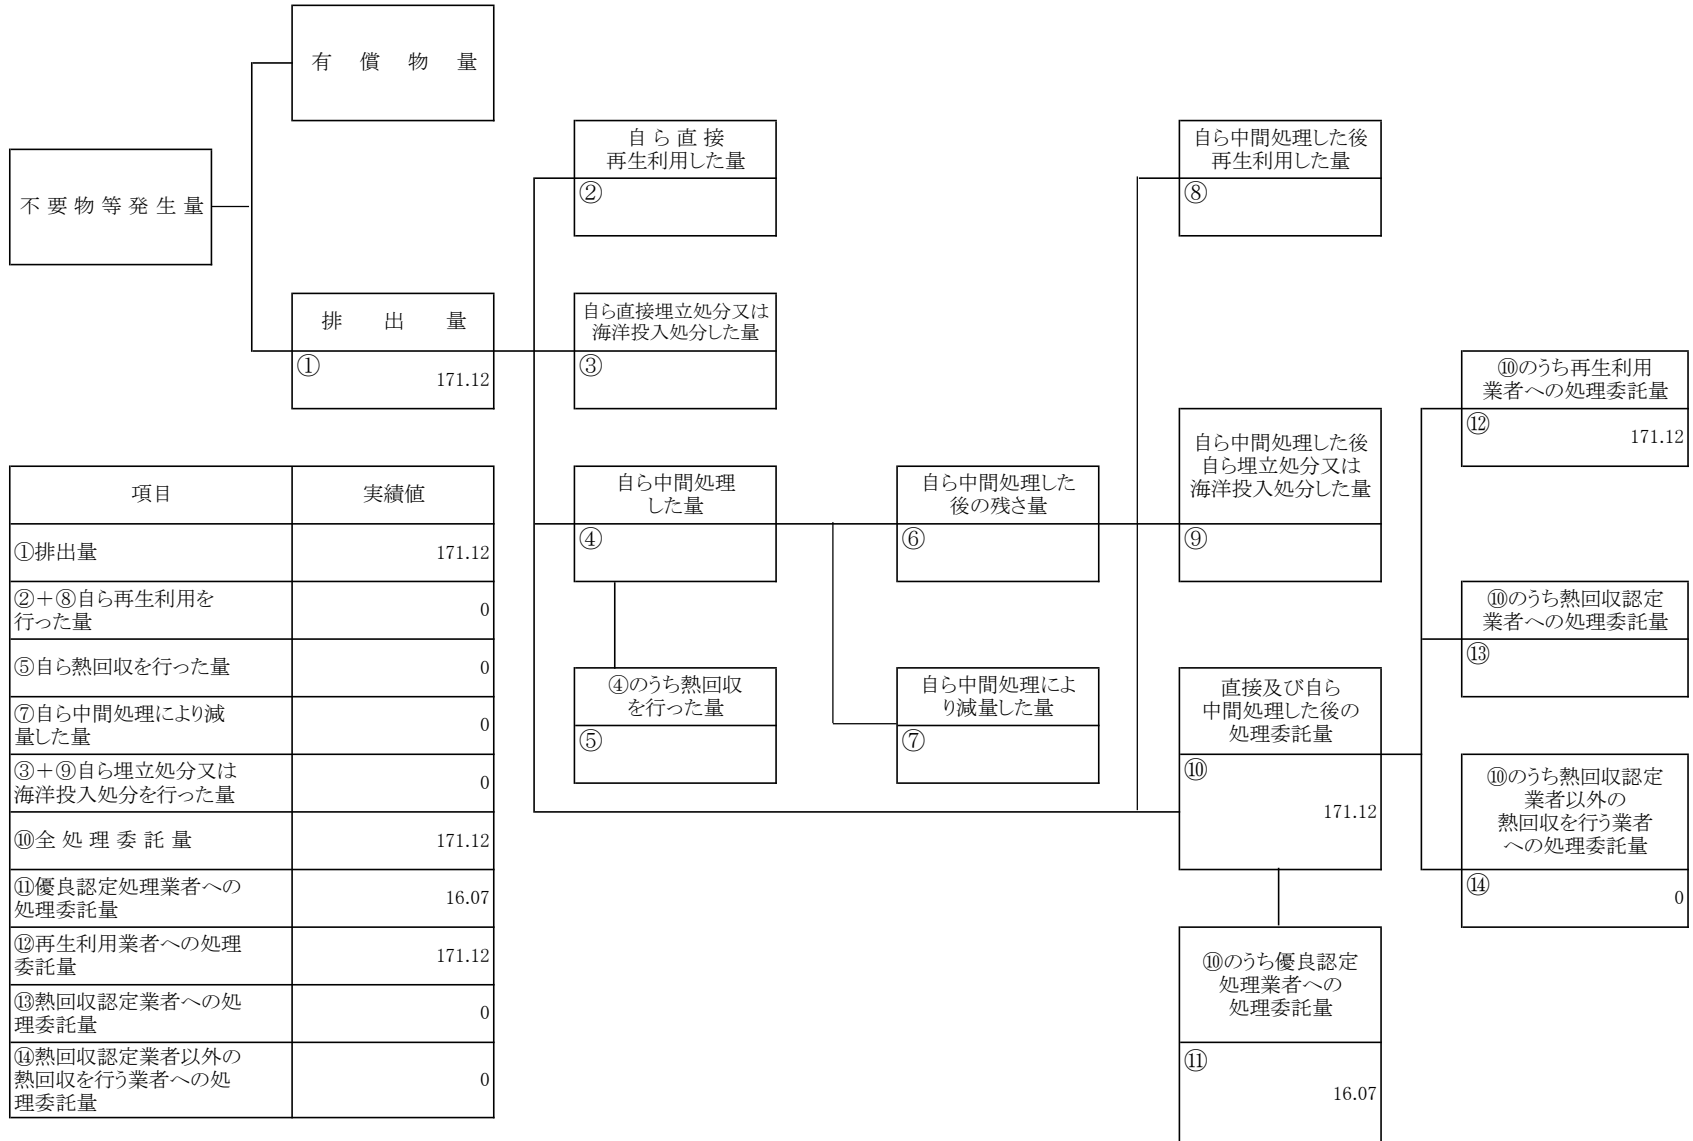 有　償　物　量
不 要 物 等 発 生 量
排　出　量
①
171.12
自 ら 直 接
再生利用した量
②
自ら直接埋立処分又は
海洋投入処分した量
③
自ら中間処理
した量
④
④のうち熱回収
を行った量
⑤
自ら中間処理した
後の残さ量
⑥
自ら中間処理によ
り減量した量
⑦
自ら中間処理した後
再生利用した量
⑧
自ら中間処理した後
自ら埋立処分又は
海洋投入処分した量
⑨
直接及び自ら
中間処理した後の
処理委託量
⑩
171.12
⑩のうち優良認定
処理業者への
処理委託量
⑪
16.07
⑩のうち再生利用
業者への処理委託量
⑫
171.12
⑩のうち熱回収認定
業者への処理委託量
⑬
⑩のうち熱回収認定
業者以外の
熱回収を行う業者
への処理委託量
⑭
0
項目 実績値
①排出量 171.12
②＋⑧自ら再生利用を
行った量 0
⑤自ら熱回収を行った量 0
⑦自ら中間処理により減
量した量 0
③＋⑨自ら埋立処分又は
海洋投入処分を行った量 0
⑩全 処 理 委 託 量 171.12
⑪優良認定処理業者への
処理委託量 16.07
⑫再生利用業者への処理
委託量 171.12
⑬熱回収認定業者への処
理委託量 0
⑭熱回収認定業者以外の
熱回収を行う業者への処
理委託量 0